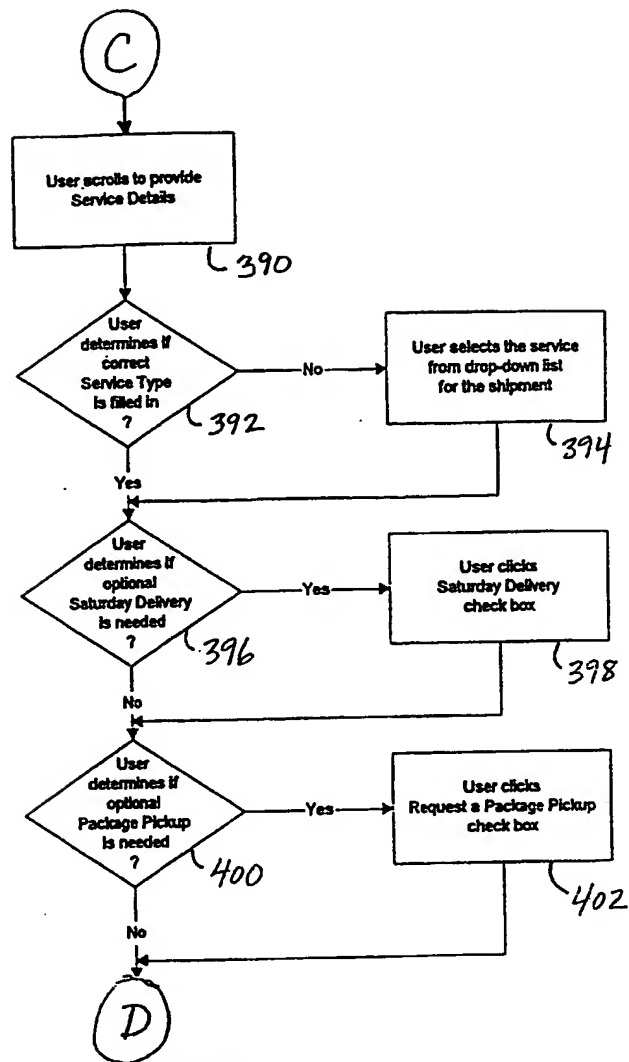 C
User scrolls to provide
Service Details
390
User
determines if
correct
Service Type
is filled in
?
392
No
User selects the service
from drop-down list
for the shipment
394
Yes
User
determines if
optional
Saturday Delivery
is needed
?
396
Yes
User clicks
Saturday Delivery
check box
398
No
User
determines if
optional
Package Pickup
is needed
?
400
Yes
User clicks
Request a Package Pickup
check box
402
No
D